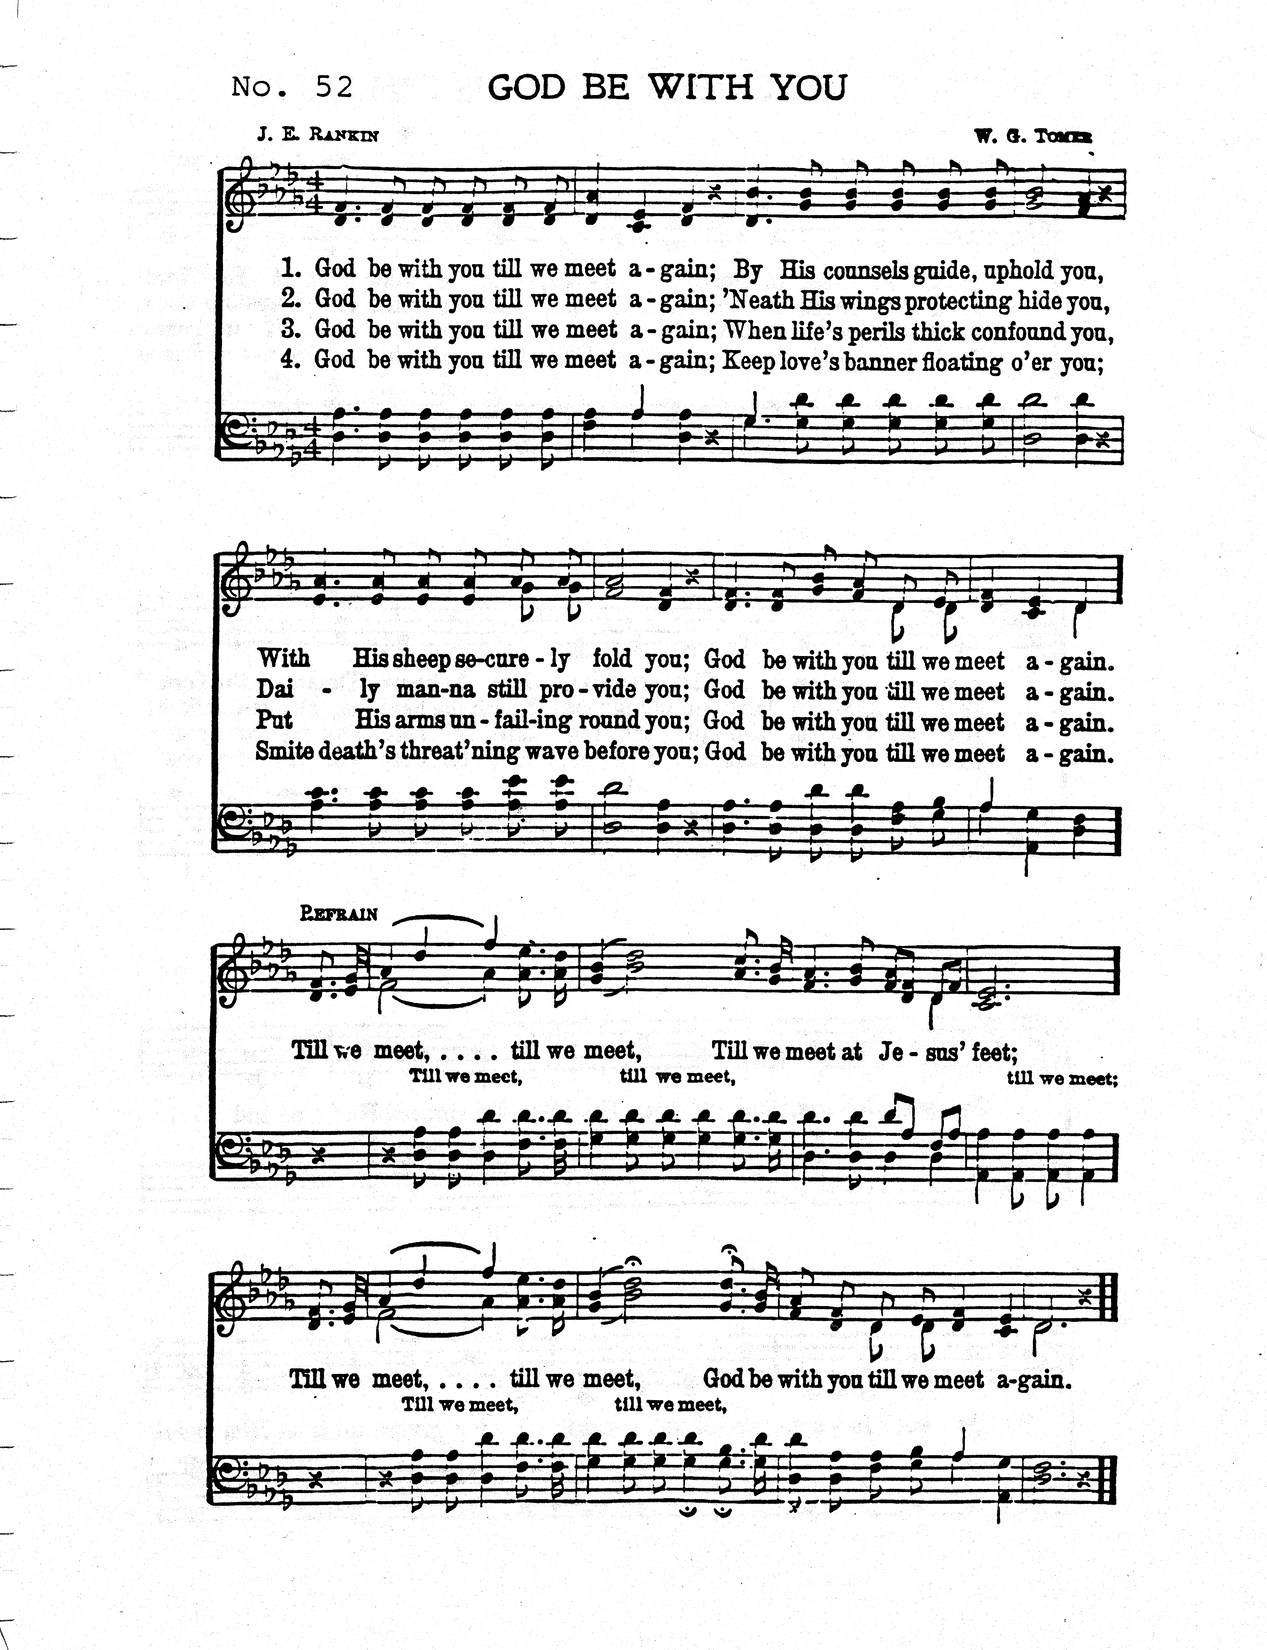 No. 52 GOD BE WITH YOU
J. E. RANKIN W. G. TOMER
1. God be with you till we meet a-gain; By His counsels guide, uphold you,
2. God be with you till we meet a-gain; 'Neath His wings protecting hide you,
3. God be with you till we meet a-gain; When life's perils thick confound you,
4. God be with you till we meet a-gain; Keep love's banner floating o'er you;
With His sheep se-cure-ly fold you; God be with you till we meet a-gain.
Dai - ly man-na still pro-vide you; God be with you till we meet a-gain.
Put His arms un-fail-ing round you; God be with you till we meet a-gain.
Smite death's threat'ning wave before you; God be with you till we meet a-gain.
REFRAIN
Till we meet, . . . . till we meet, Till we meet at Je-sus' feet;
Till we meet, till we meet, till we meet;
Till we meet, . . . . till we meet, God be with you till we meet a-gain.
Till we meet, till we meet,